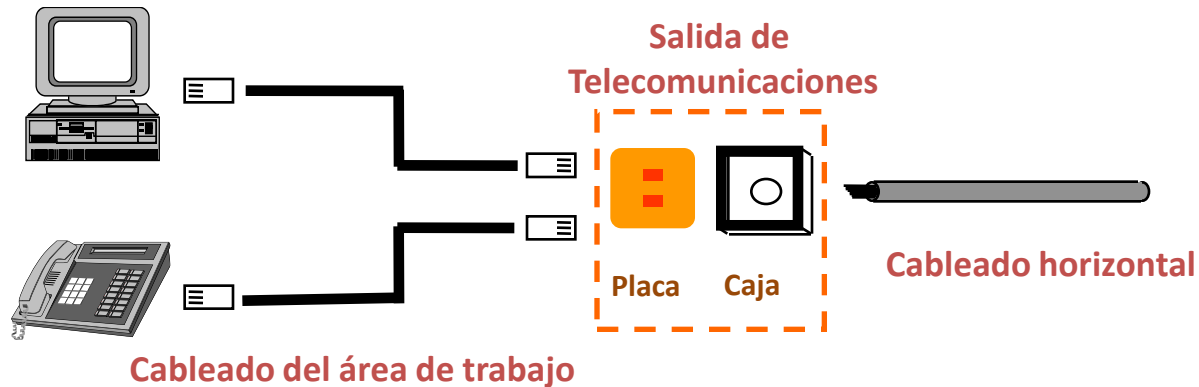 Salida de
Telecomunicaciones
Placa
Caja
Cableado horizontal
Cableado del área de trabajo